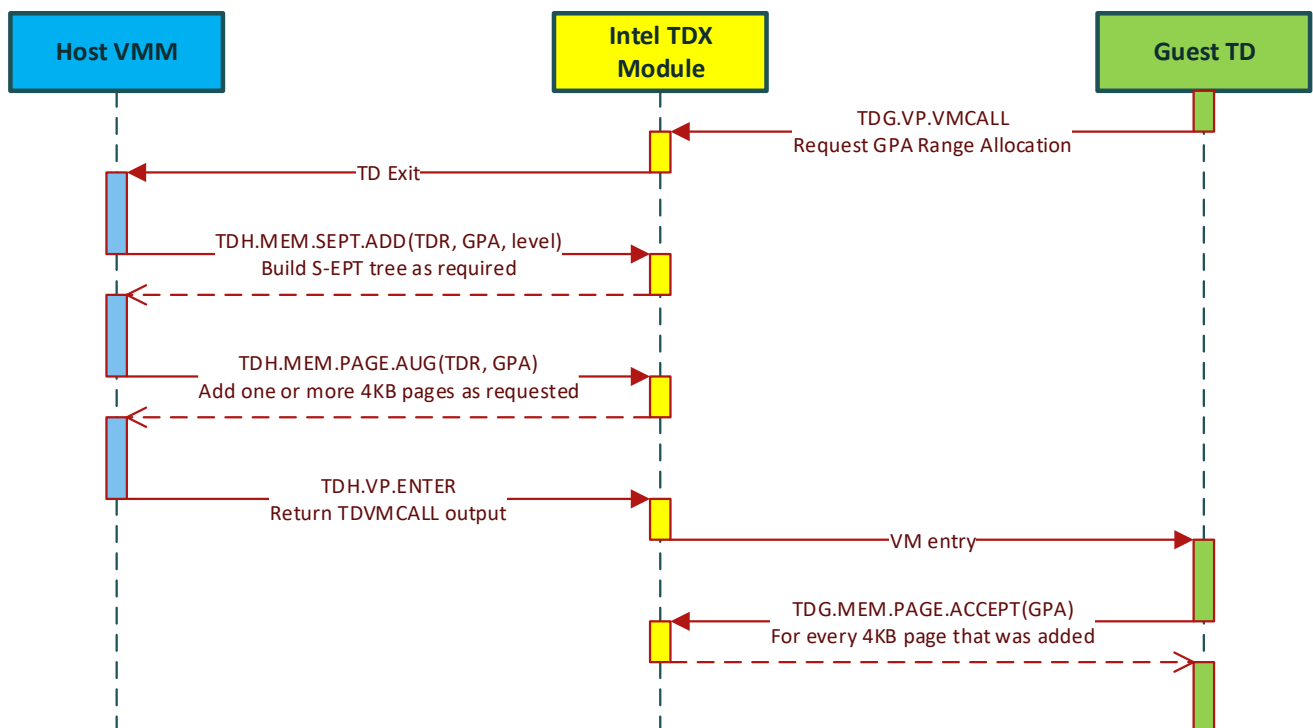 Host VMM
Intel TDX
Module
Guest TD
TDG.VP.VMCALL
Request GPA Range Allocation
TD Exit
TDH.MEM.SEPT.ADD(TDR, GPA, level)
Build S-EPT tree as required
TDH.MEM.PAGE.AUG(TDR, GPA)
Add one or more 4KB pages as requested
TDH.VP.ENTER
Return TDVMCALL output
VM entry
TDG.MEM.PAGE.ACCEPT(GPA)
For every 4KB page that was added